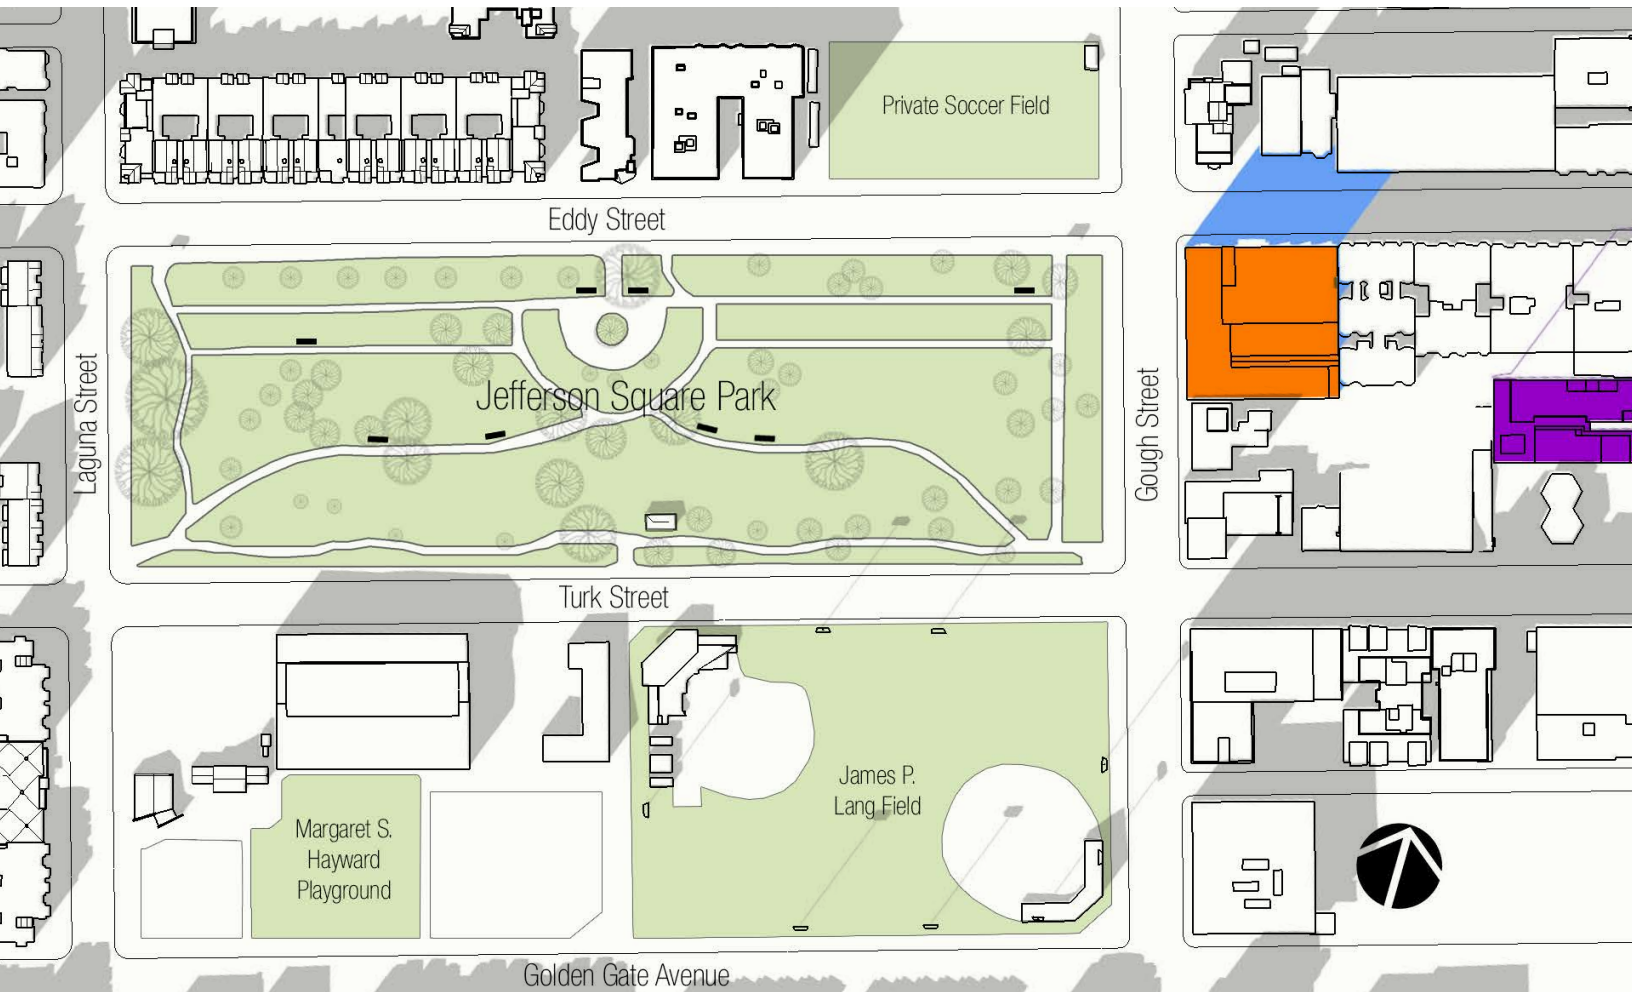 Private Soccer Field
Eddy Street
Laguna Street
Jefferson Square Park
Gough Street
Turk Street
James P.
Lang Field
Margaret S.
Hayward
Playground
Golden Gate Avenue